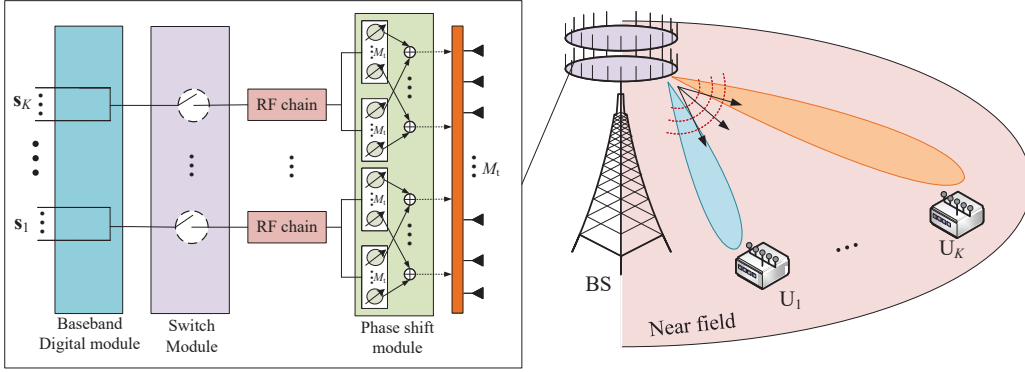 s_K
RF chain
M_t
M_t
M_t
s_1
RF chain
M_t
M_t
Baseband
Digital module
Switch
Module
Phase shift
module
BS
U_1
...
U_K
Near field